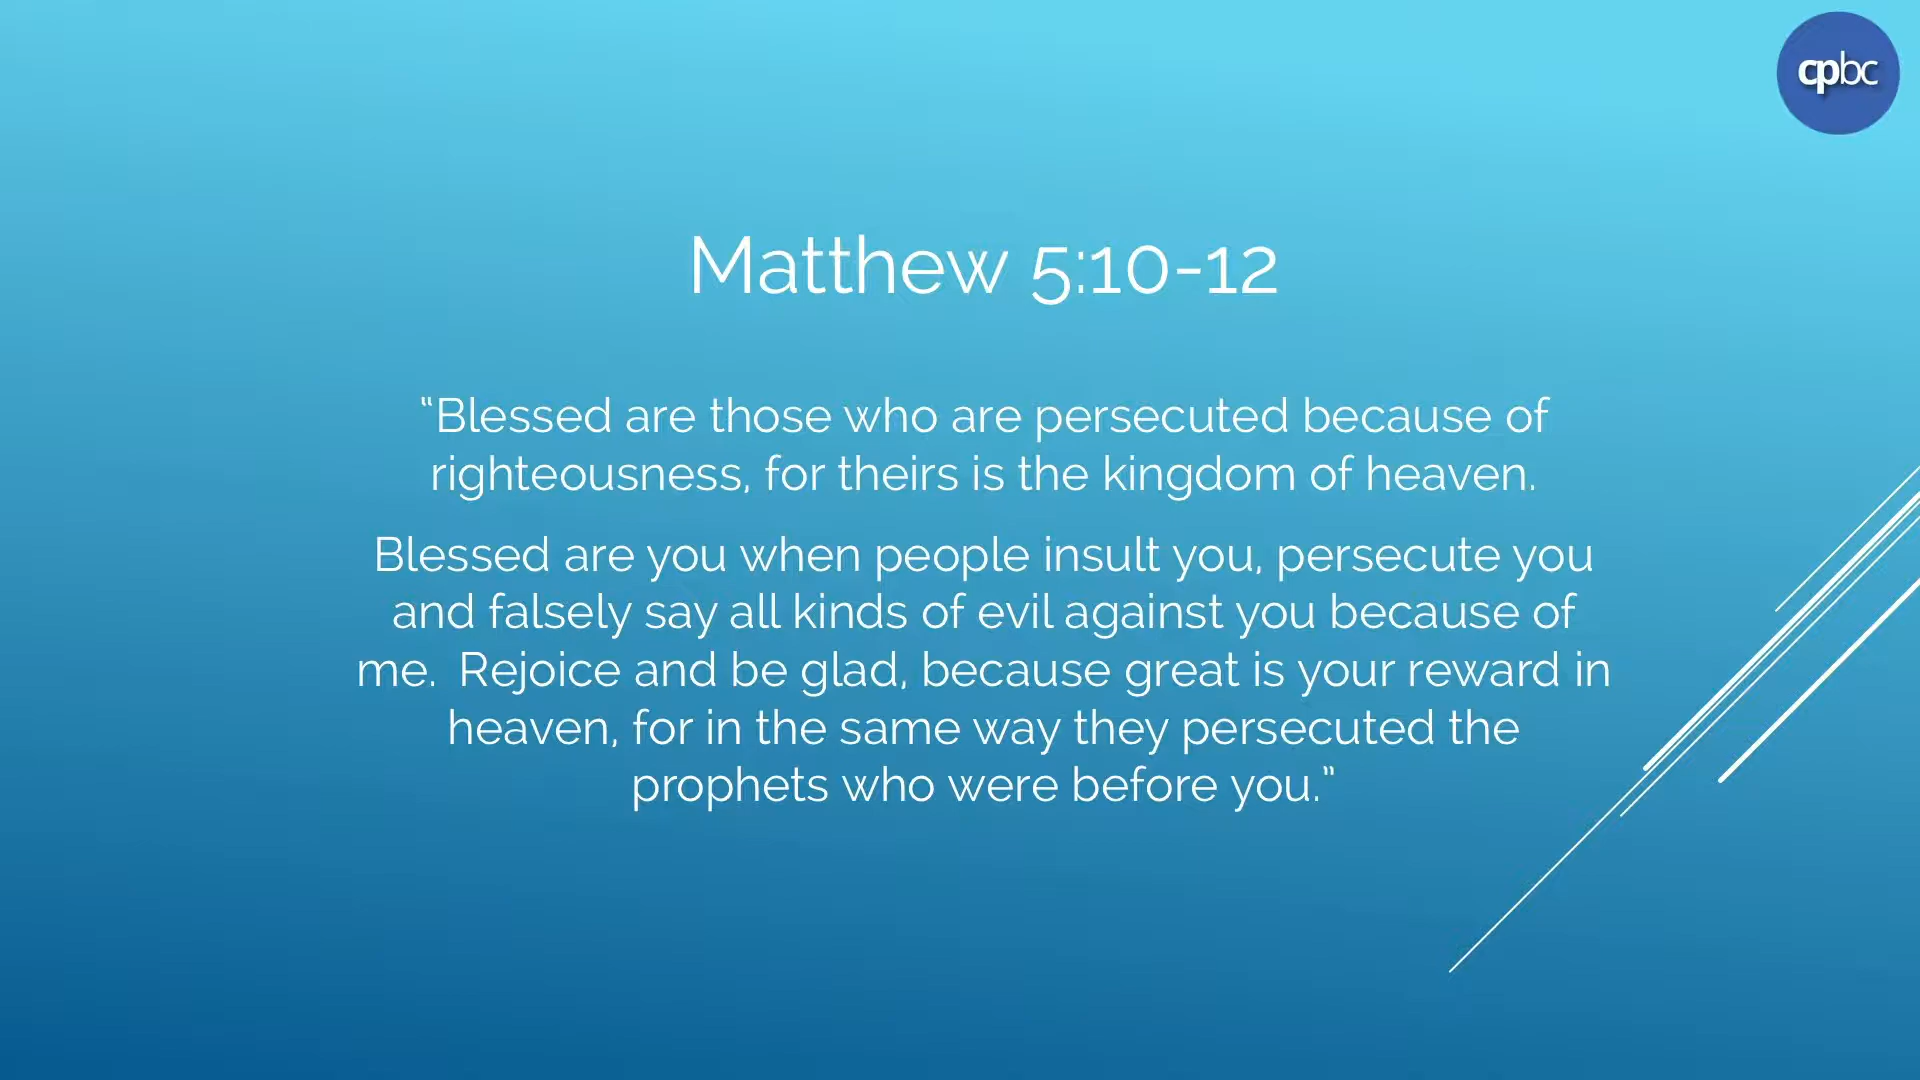 cpbc
Matthew 5:10-12
“Blessed are those who are persecuted because of
righteousness, for theirs is the kingdom of heaven.
Blessed are you when people insult you, persecute you
and falsely say all kinds of evil against you because of
me.  Rejoice and be glad, because great is your reward in
heaven, for in the same way they persecuted the
prophets who were before you.”